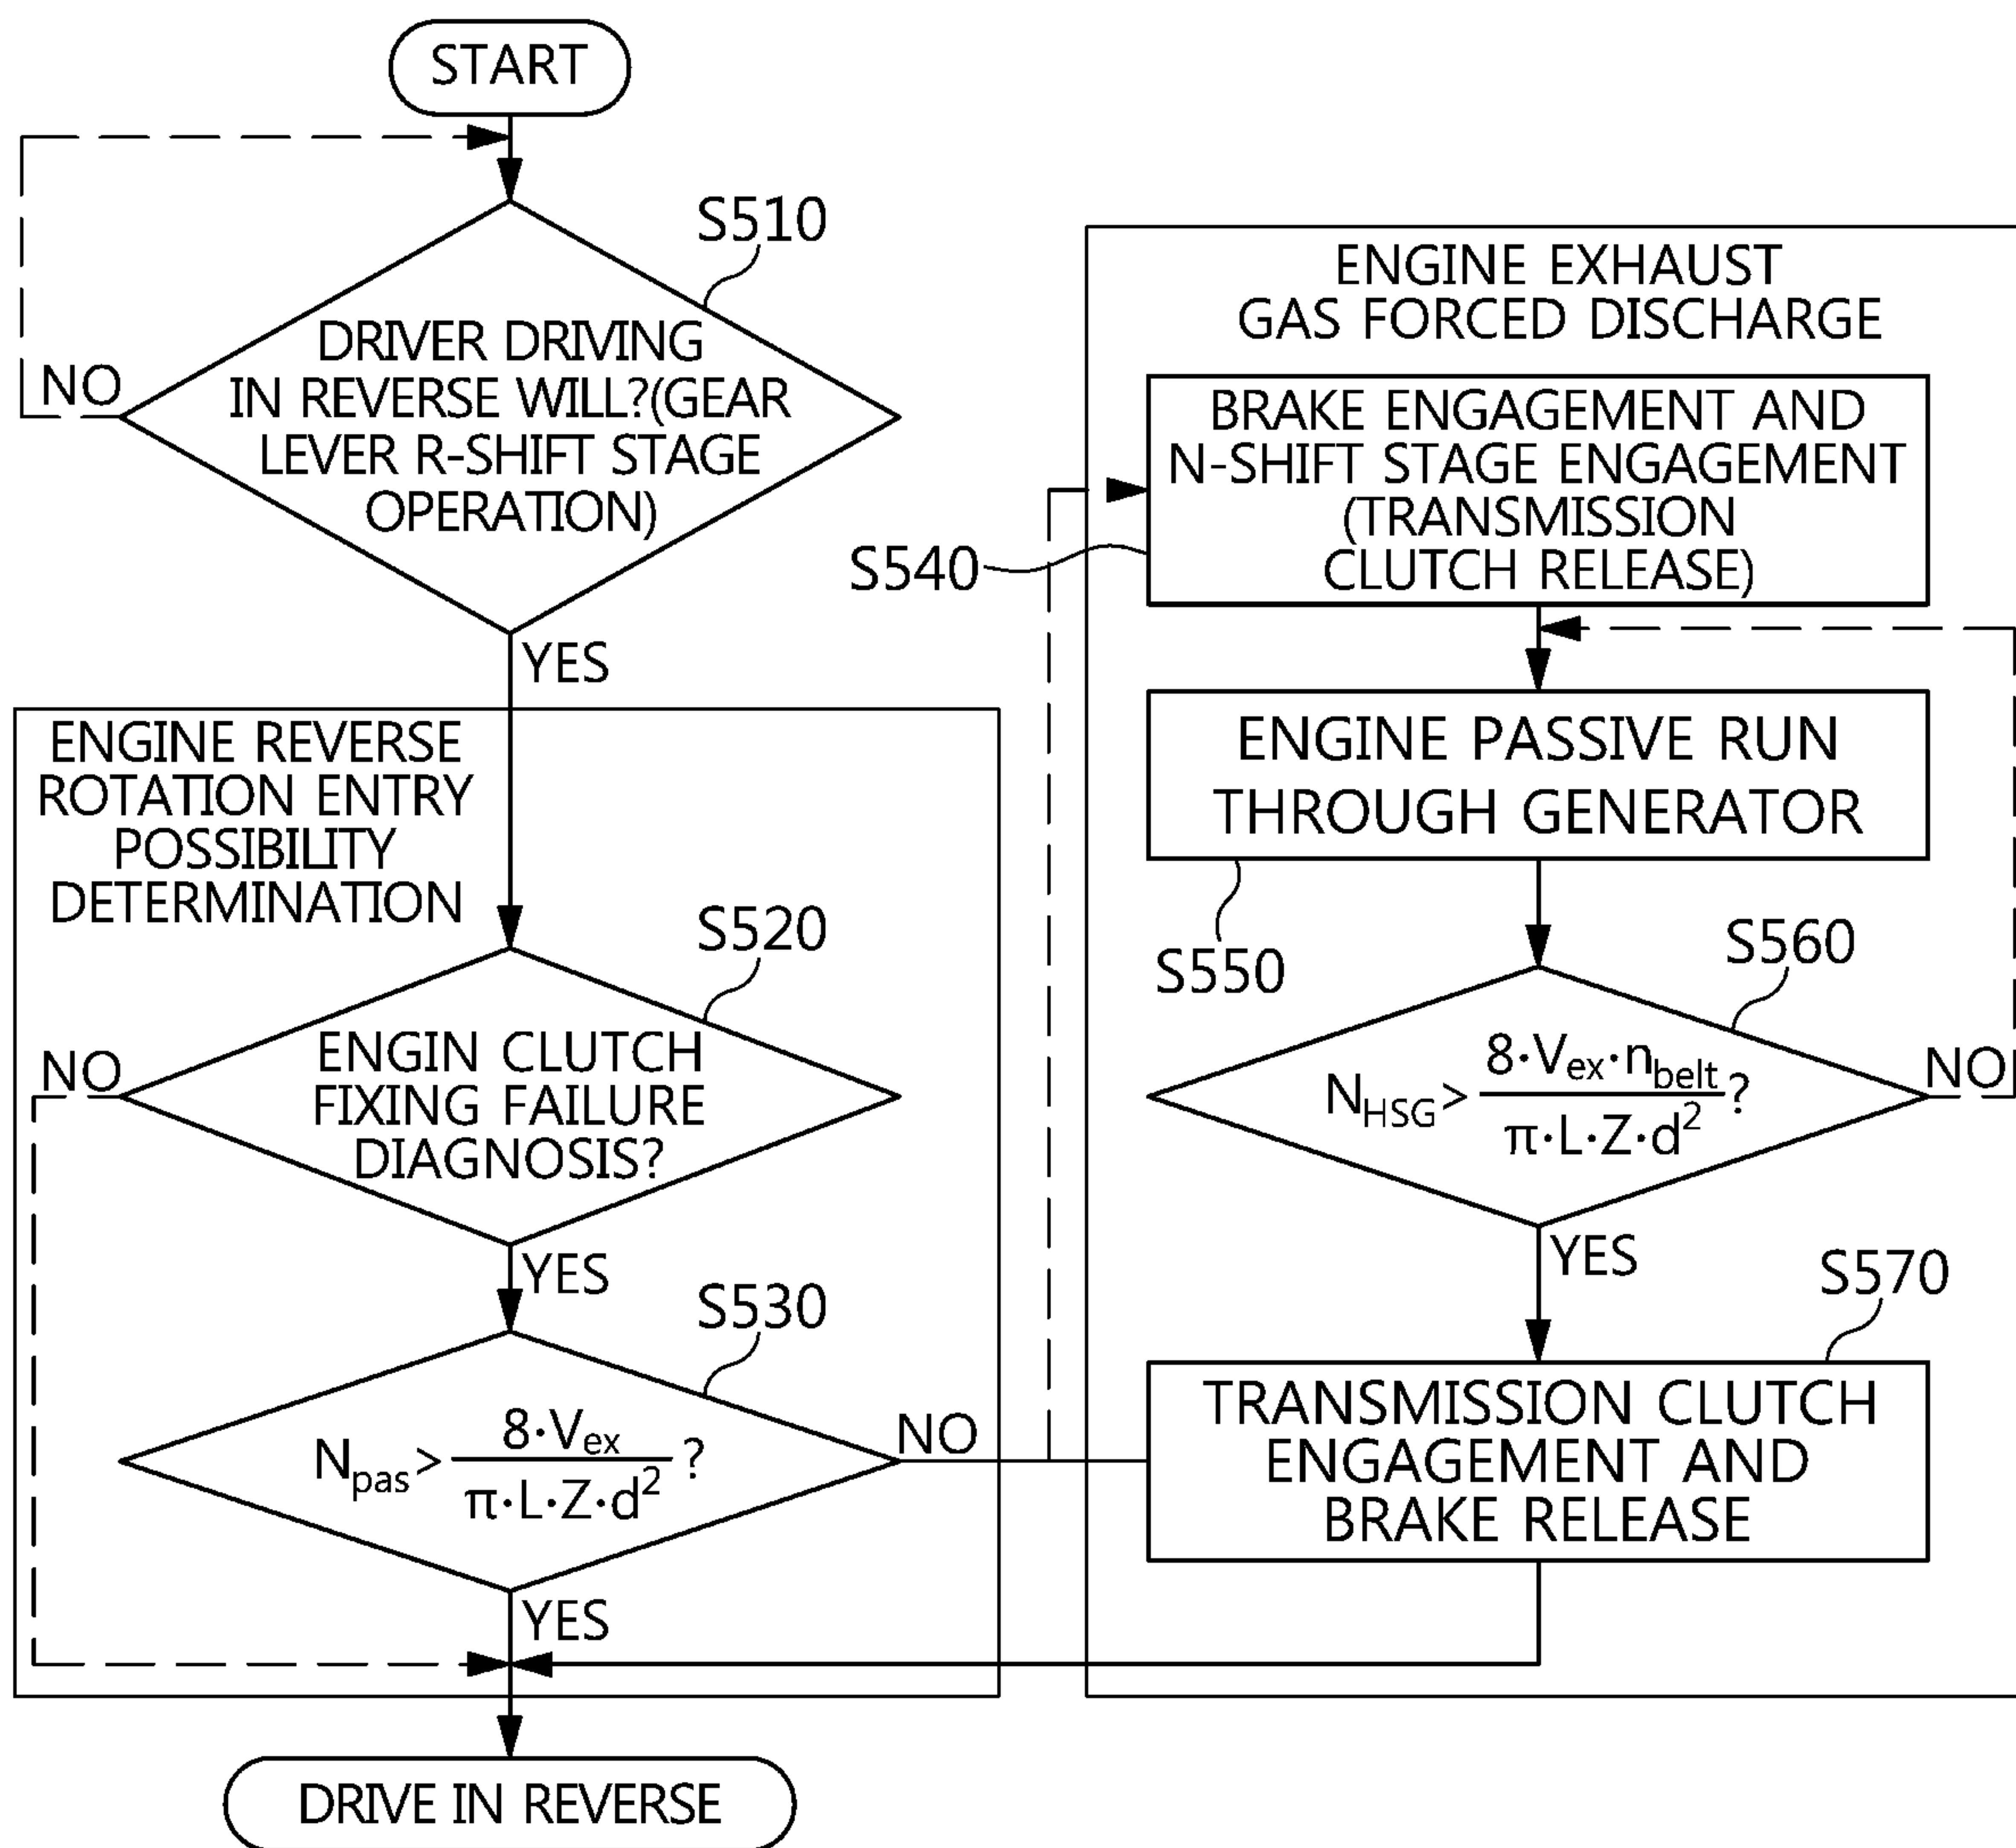 START
S510
DRIVER DRIVING
IN REVERSE WILL?(GEAR
LEVER R-SHIFT STAGE
OPERATION)
NO
YES
ENGINE REVERSE
ROTATION ENTRY
POSSIBILITY
DETERMINATION
S520
ENGIN CLUTCH
FIXING FAILURE
DIAGNOSIS?
NO
YES
S530
N_pas > 8·V_ex / π·L·Z·d² ?
NO
YES
DRIVE IN REVERSE
ENGINE EXHAUST
GAS FORCED DISCHARGE
BRAKE ENGAGEMENT AND
N-SHIFT STAGE ENGAGEMENT
(TRANSMISSION
CLUTCH RELEASE)
S540
ENGINE PASSIVE RUN
THROUGH GENERATOR
S550
S560
N_HSG > 8·V_ex·n_belt / π·L·Z·d² ?
NO
YES
S570
TRANSMISSION CLUTCH
ENGAGEMENT AND
BRAKE RELEASE